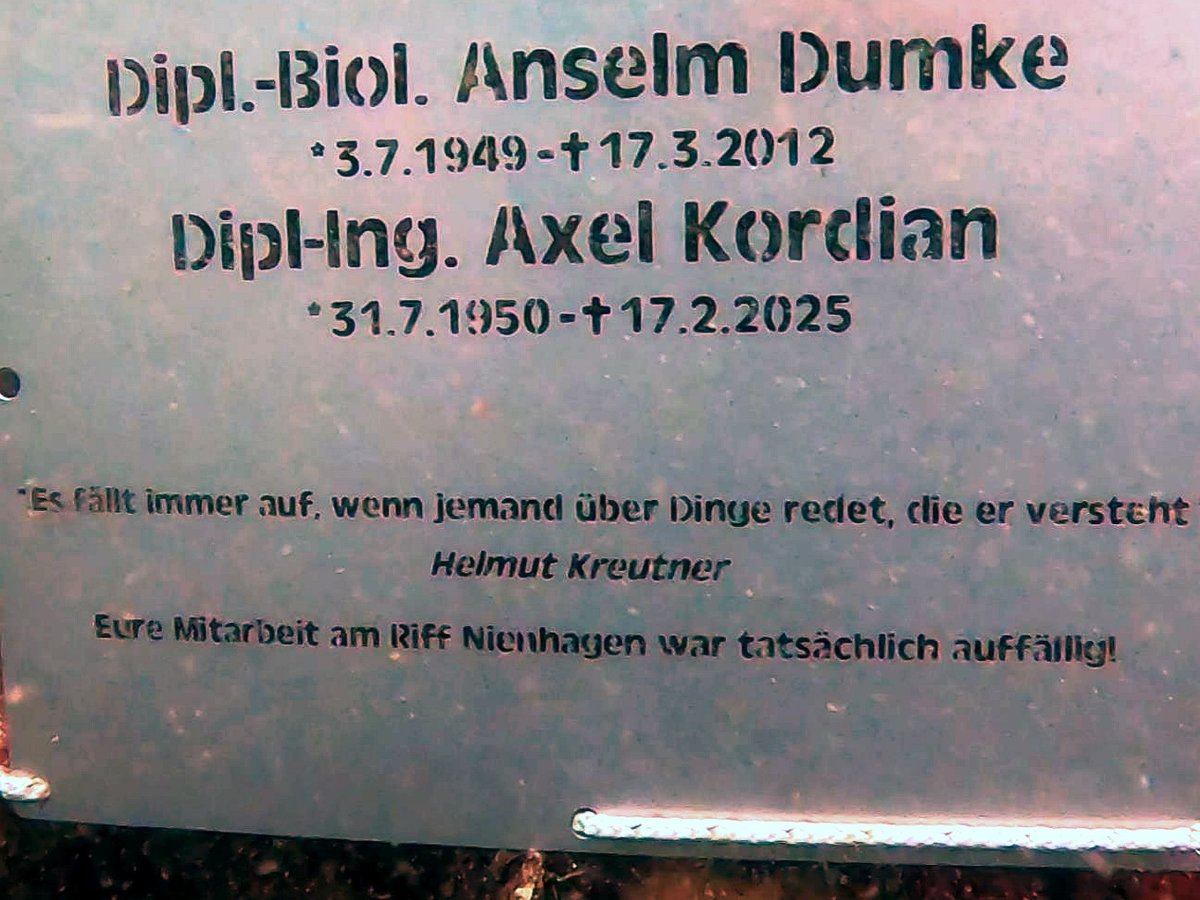 Dipl.-Biol. Anselm Dumke
*3.7.1949-†17.3.2012
Dipl-Ing. Axel Kordian
*31.7.1950-†17.2.2025
"Es fällt immer auf, wenn jemand über Dinge redet, die er versteht
Helmut Kreutner
Eure Mitarbeit am Riff Nienhagen war tatsächlich auffällig!